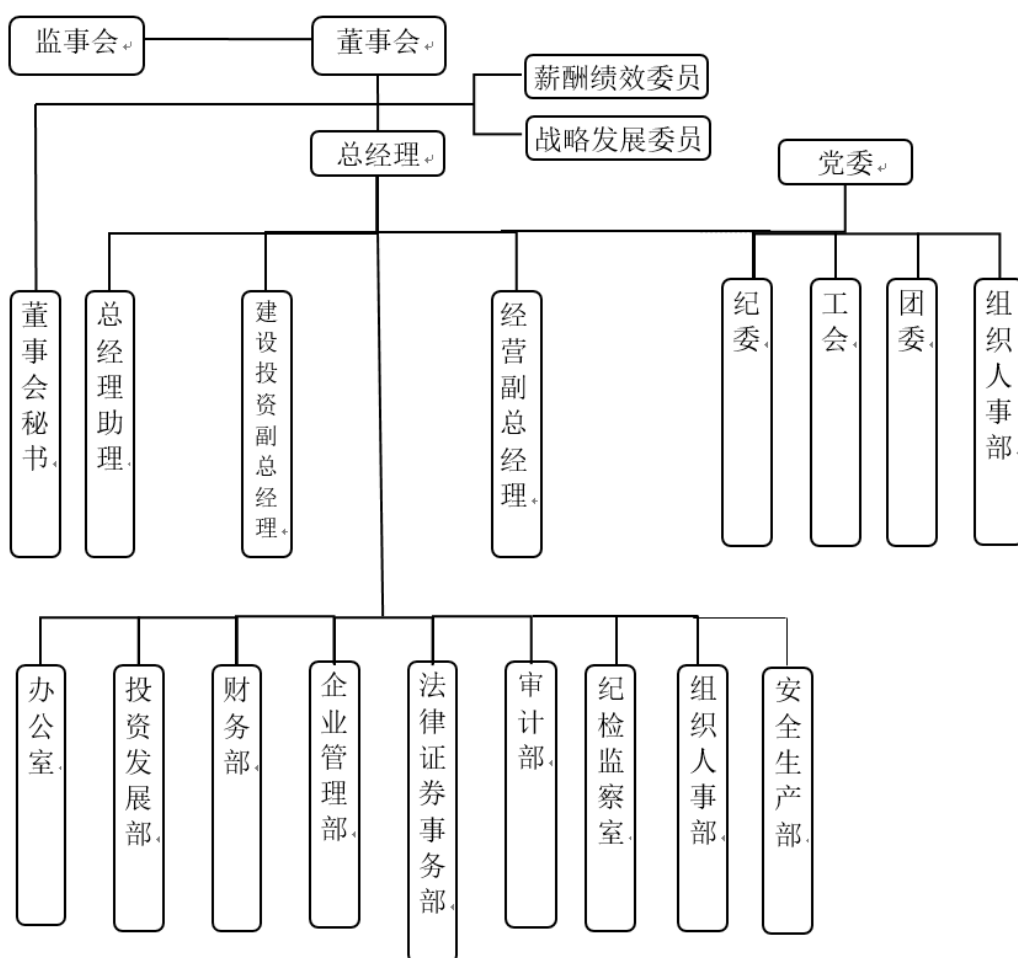 监事会
董事会
薪酬绩效委员
战略发展委员
总经理
党委
董事会秘书
总经理助理
建设投资副总经理
经营副总经理
纪委
工会
团委
组织人事部
办公室
投资发展部
财务部
企业管理部
法律证券事务部
审计部
纪检监察室
组织人事部
安全生产部